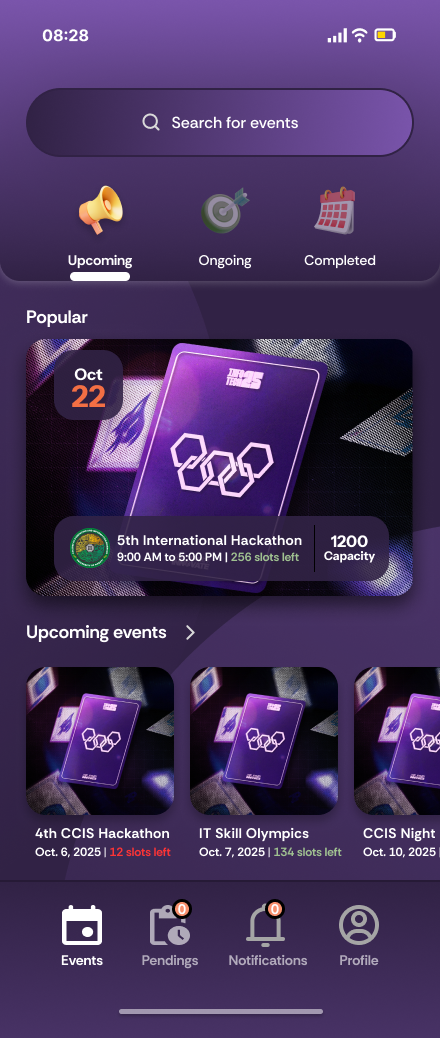 08:28
Search for events
Upcoming
Ongoing
Completed
Popular
Oct
22
5th International Hackathon
9:00 AM to 5:00 PM | 256 slots left
1200
Capacity
Upcoming events
4th CCIS Hackathon
Oct. 6, 2025 | 12 slots left
IT Skill Olympics
Oct. 7, 2025 | 134 slots left
CCIS Night
Oct. 10, 2025 |
0
0
Events
Pendings
Notifications
Profile